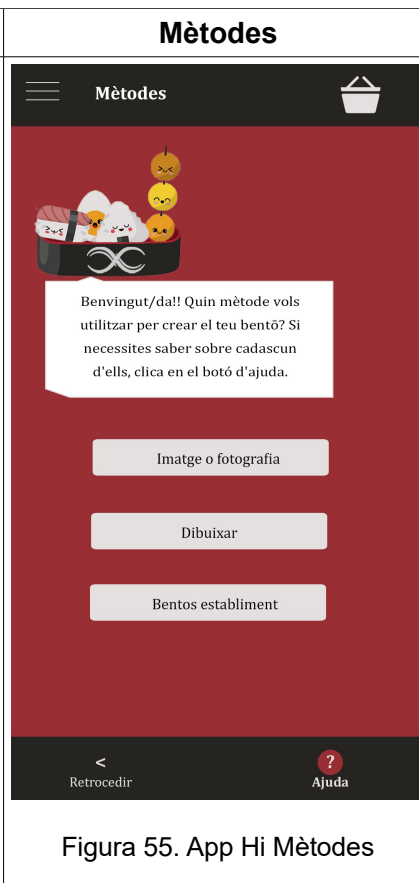 Mètodes
Mètodes
Benvingut/da!! Quin mètode vols
utilitzar per crear el teu bentō? Si
necessites saber sobre cadascun
d'ells, clica en el botó d'ajuda.
Imatge o fotografia
Dibuixar
Bentos establiment
<
Retrocedir
?
Ajuda
Figura 55. App Hi Mètodes